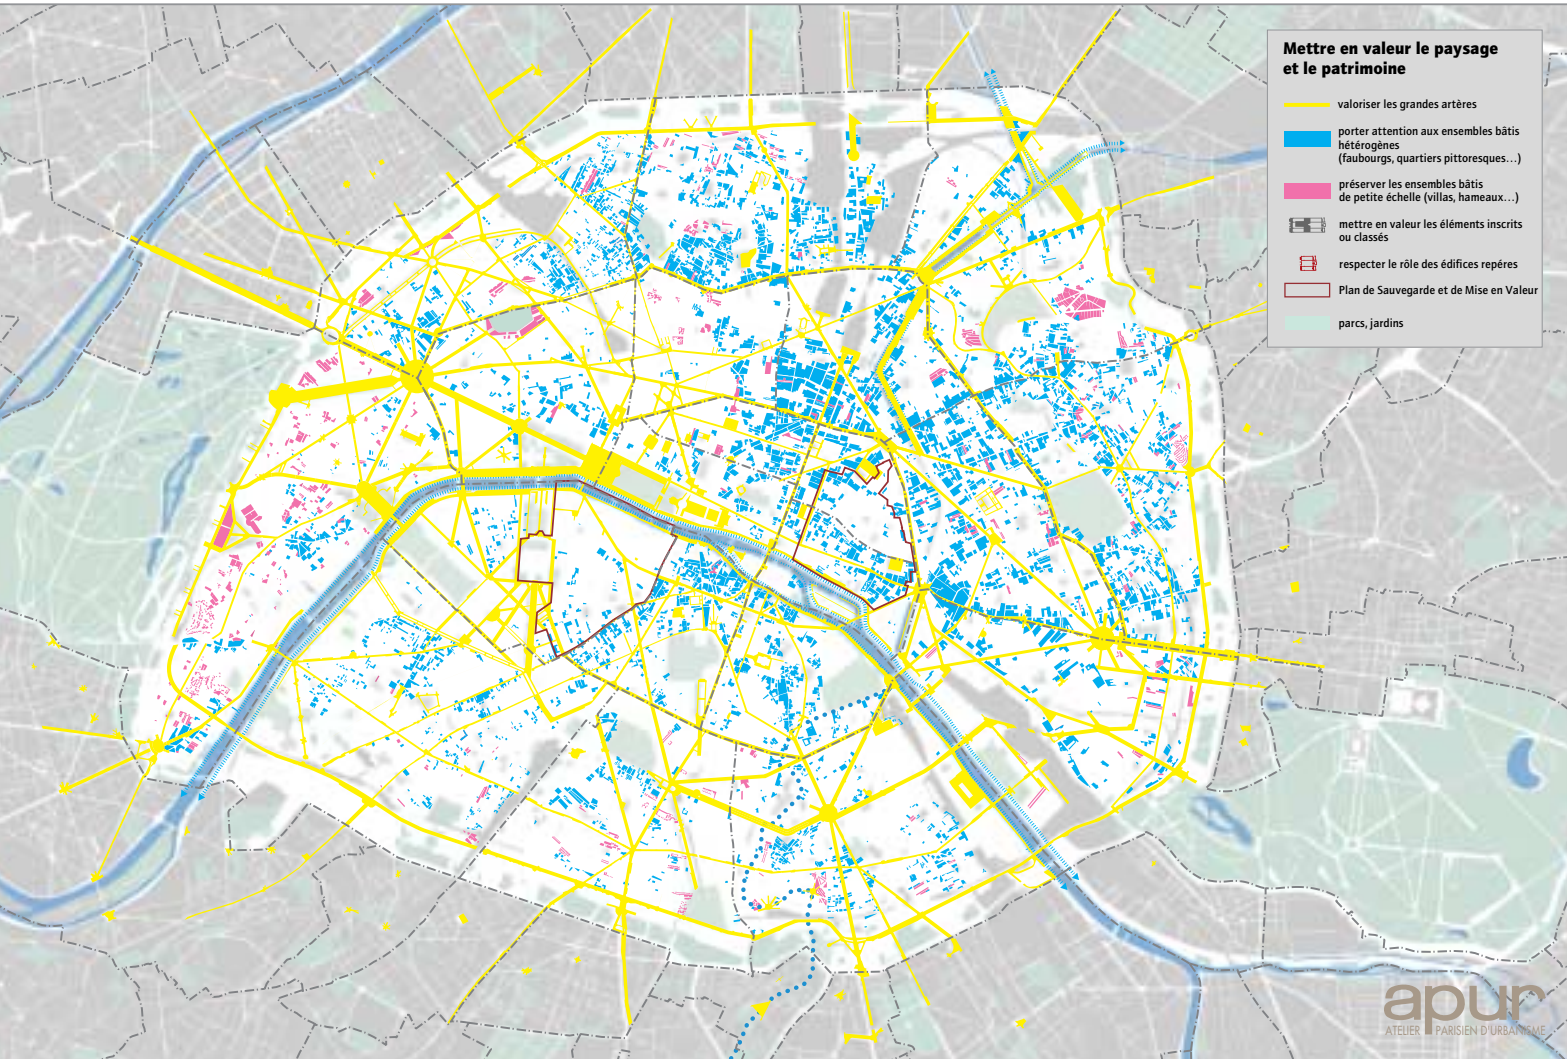 Mettre en valeur le paysage
et le patrimoine
valoriser les grandes artères
porter attention aux ensembles bâtis
hétérogènes
(faubourgs, quartiers pittoresques...)
préserver les ensembles bâtis
de petite échelle (villas, hameaux...)
mettre en valeur les éléments inscrits
ou classés
respecter le rôle des édifices repéres
Plan de Sauvegarde et de Mise en Valeur
parcs, jardins
apur
ATELIER PARISIEN D'URBANISME